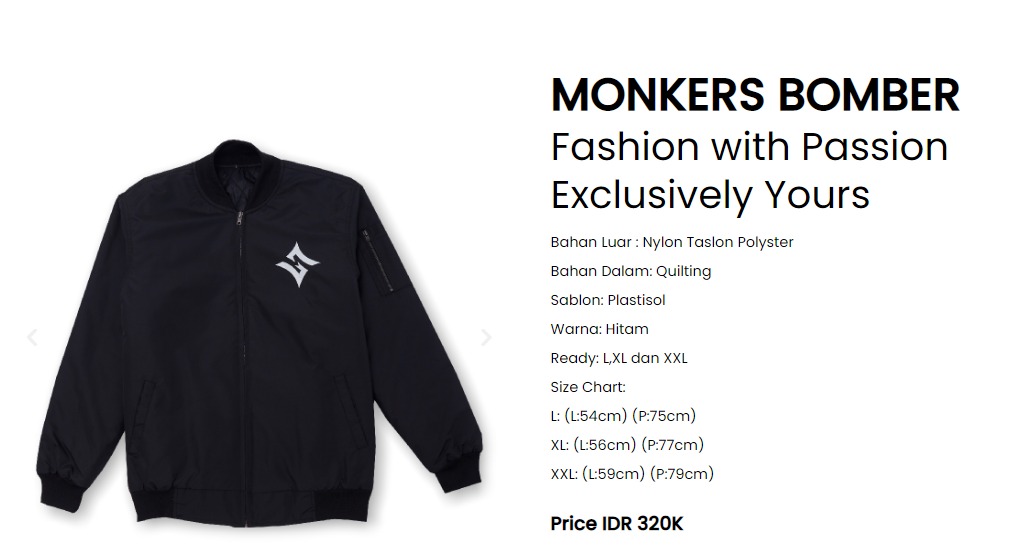 MONKERS BOMBER
Fashion with Passion
Exclusively Yours
Bahan Luar : Nylon Taslon Polyster
Bahan Dalam: Quilting
Sablon: Plastisol
Warna: Hitam
Ready: L,XL dan XXL
Size Chart:
L: (L:54cm) (P:75cm)
XL: (L:56cm) (P:77cm)
XXL: (L:59cm) (P:79cm)
Price IDR 320K